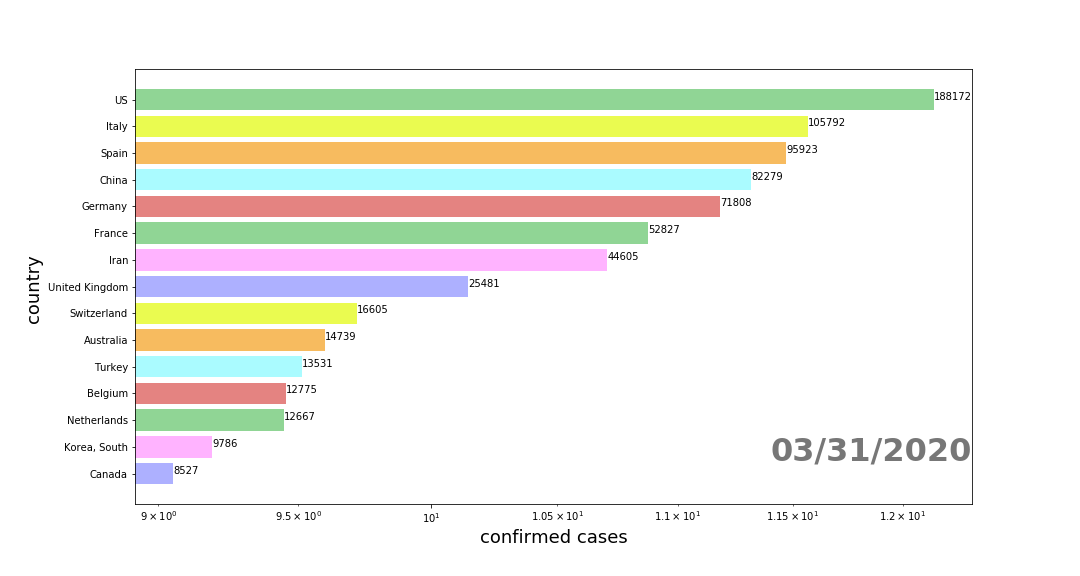 US 188172
Italy 105792
Spain 95923
China 82279
Germany 71808
France 52827
Iran 44605
United Kingdom 25481
Switzerland 16605
Australia 14739
Turkey 13531
Belgium 12775
Netherlands 12667
Korea, South 9786
Canada 8527
country
03/31/2020
9 × 10⁰ 9.5 × 10⁰ 10¹ 1.05 × 10¹ 1.1 × 10¹ 1.15 × 10¹ 1.2 × 10¹
confirmed cases